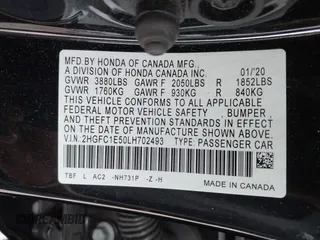 MFD.BY HONDA OF CANADA MFG.,
A DIVISION OF HONDA CANADA INC. 01/'20
GVWR 3880LBS GAWR F 2050LBS R 1852LBS
GVWR 1760KG GAWR F 930KG R 840KG
THIS VEHICLE CONFORMS TO ALL APPLICABLE
FEDERAL MOTOR VEHICLE SAFETY, BUMPER
AND THEFT PREVENTION STANDARDS IN EFFECT
ON THE DATE OF MANUFACTURE SHOWN ABOVE.
V.I.N. 2HGFC1E50LH702493 TYPE: PASSENGER CAR
TBF L AC2 -NH731P -Z-H
MADE IN CANADA